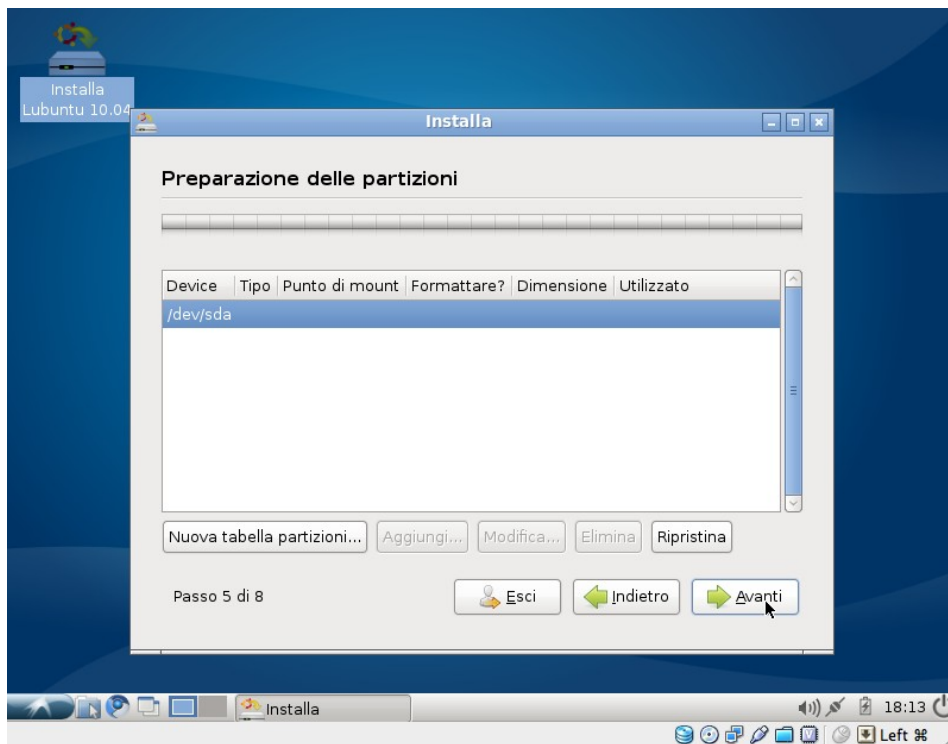 Installa
Lubuntu 10.04
Installa
Preparazione delle partizioni
Device Tipo Punto di mount Formattare? Dimensione Utilizzato
/dev/sda
Nuova tabella partizioni... Aggiungi... Modifica... Elimina Ripristina
Passo 5 di 8 Esci Indietro Avanti
Installa 18:13
Left ⌘